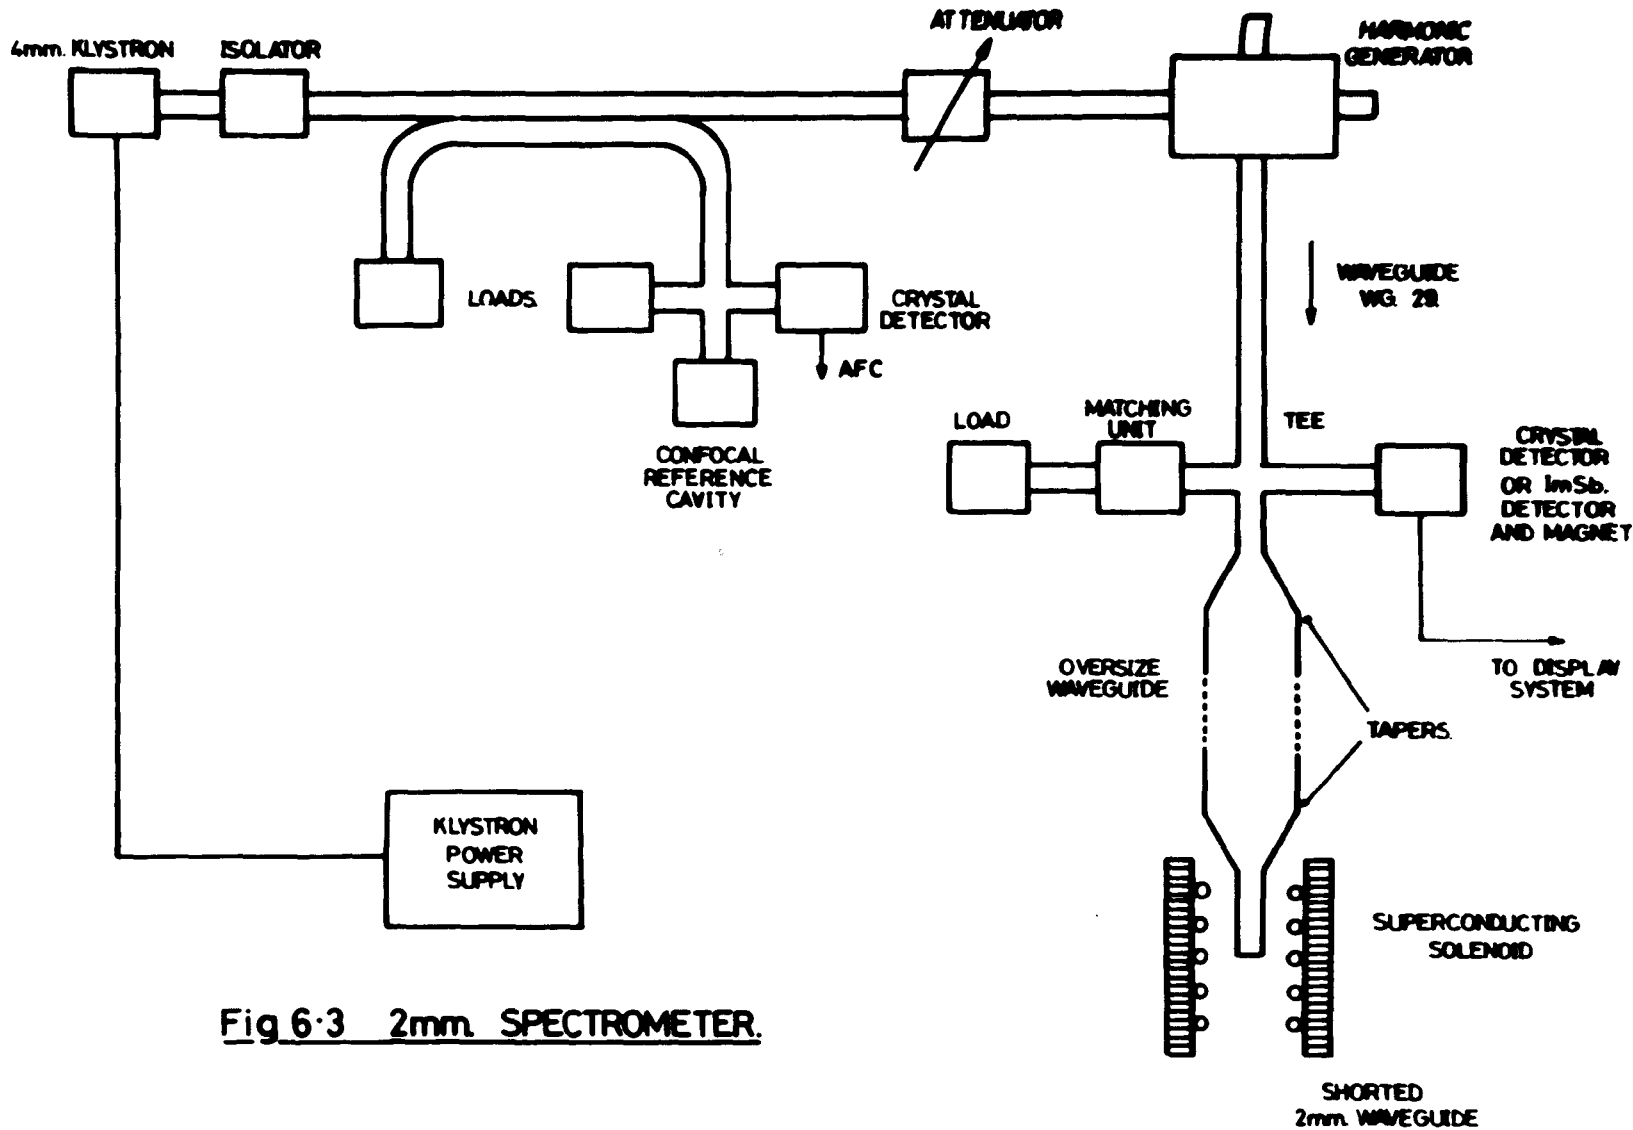 4mm. KLYSTRON
ISOLATOR
ATTENUATOR
HARMONIC
GENERATOR
WAVEGUIDE
WG. 29.
LOADS.
CRYSTAL
DETECTOR
AFC
CONFOCAL
REFERENCE
CAVITY
LOAD
MATCHING
UNIT
TEE
CRYSTAL
DETECTOR
OR ImSb.
DETECTOR
AND MAGNET
TO DISPLAY
SYSTEM
OVERSIZE
WAVEGUIDE
TAPERS.
KLYSTRON
POWER
SUPPLY
SUPERCONDUCTING
SOLENOID
Fig 6·3 2mm. SPECTROMETER.
SHORTED
2mm. WAVEGUIDE